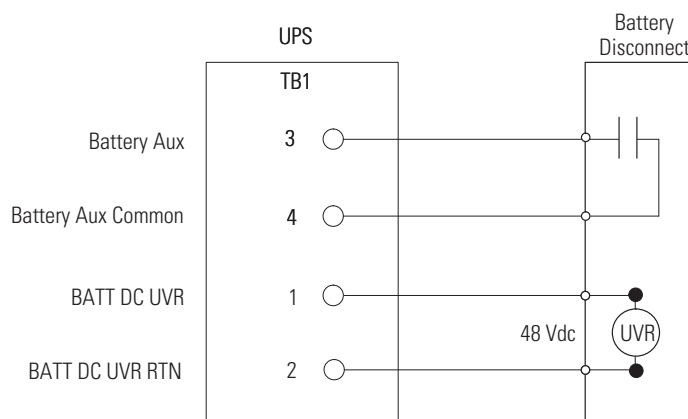 UPS
Battery
Disconnect
TB1
Battery Aux
3
Battery Aux Common
4
BATT DC UVR
1
48 Vdc
UVR
BATT DC UVR RTN
2